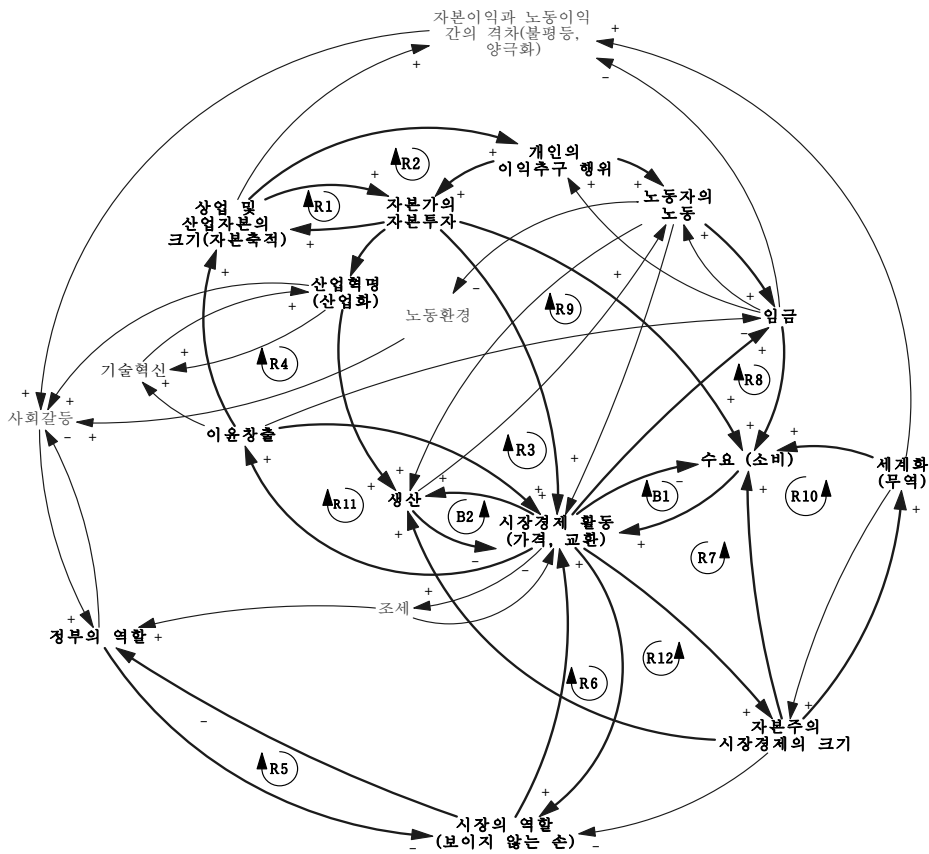 자본이익과 노동이익
간의 격차(불평등,
양극화)
+
+
−
개인의
이익추구 행위
+
+
+
+
R2
R1
상업 및
산업자본의
크기(자본축적)
+
+
자본가의
자본투자
노동자의
노동
+
+
산업혁명
(산업화)
+
노동환경
−
R9
+
임금
+
−
+
기술혁신
+
+
R4
R8
+
+
사회갈등
+
+
−
+
이윤창출
+
R3
수요 (소비)
+
+
+
−
+
세계화
(무역)
+
R10
R11
생산
+
+
+
+
B2
B1
시장경제 활동
(가격, 교환)
+
+
+
−
−
+
+
R7
조세
+
정부의 역할
+
+
+
R12
R6
−
R5
자본주의
시장경제의 크기
+
+
시장의 역할
(보이지 않는 손)
+
−
−